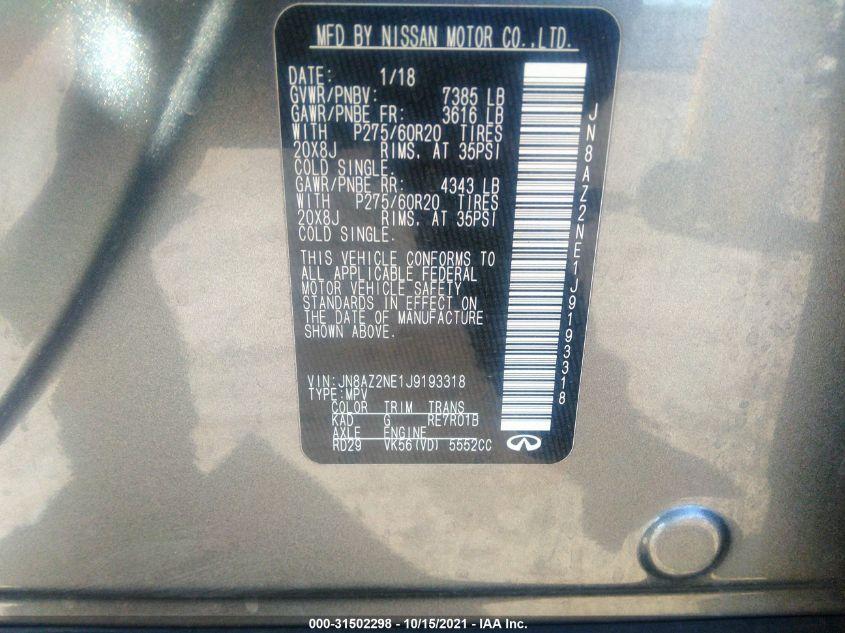 MFD BY NISSAN MOTOR CO.,LTD.
DATE: 1/18
GVWR/PNBV: 7385 LB
GAWR/PNBE FR: 3616 LB
WITH P275/60R20 TIRES
20X8J RIMS, AT 35PSI
COLD SINGLE.
GAWR/PNBE RR: 4343 LB
WITH P275/60R20 TIRES
20X8J RIMS, AT 35PSI
COLD SINGLE.
THIS VEHICLE CONFORMS TO
ALL APPLICABLE FEDERAL
MOTOR VEHICLE SAFETY
STANDARDS IN EFFECT ON
THE DATE OF MANUFACTURE
SHOWN ABOVE.
VIN:JN8AZ2NE1J9193318
TYPE:MPV
COLOR TRIM TRANS
KAD G RE7R01B
AXLE ENGINE
RD29 VK56(VD) 5552CC
JN8AZ2NE1J9193318
000-31502298 - 10/15/2021 - IAA Inc.